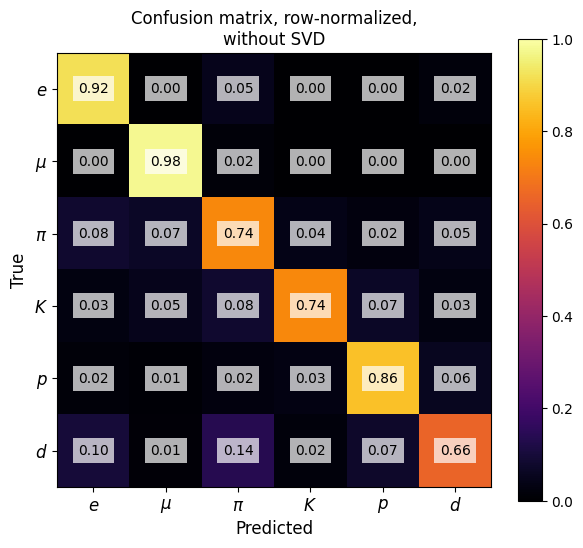 Confusion matrix, row-normalized,
without SVD
True
e 0.92 0.00 0.05 0.00 0.00 0.02
μ 0.00 0.98 0.02 0.00 0.00 0.00
π 0.08 0.07 0.74 0.04 0.02 0.05
K 0.03 0.05 0.08 0.74 0.07 0.03
p 0.02 0.01 0.02 0.03 0.86 0.06
d 0.10 0.01 0.14 0.02 0.07 0.66
e μ π K p d
Predicted
1.0
0.8
0.6
0.4
0.2
0.0